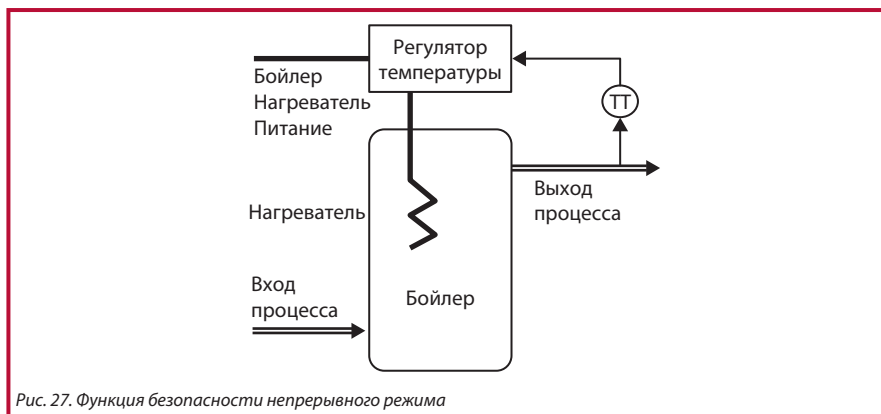 Регулятор
температуры
Бойлер
Нагреватель
Питание
TT
Выход
процесса
Нагреватель
Вход
процесса
Бойлер
Рис. 27. Функция безопасности непрерывного режима